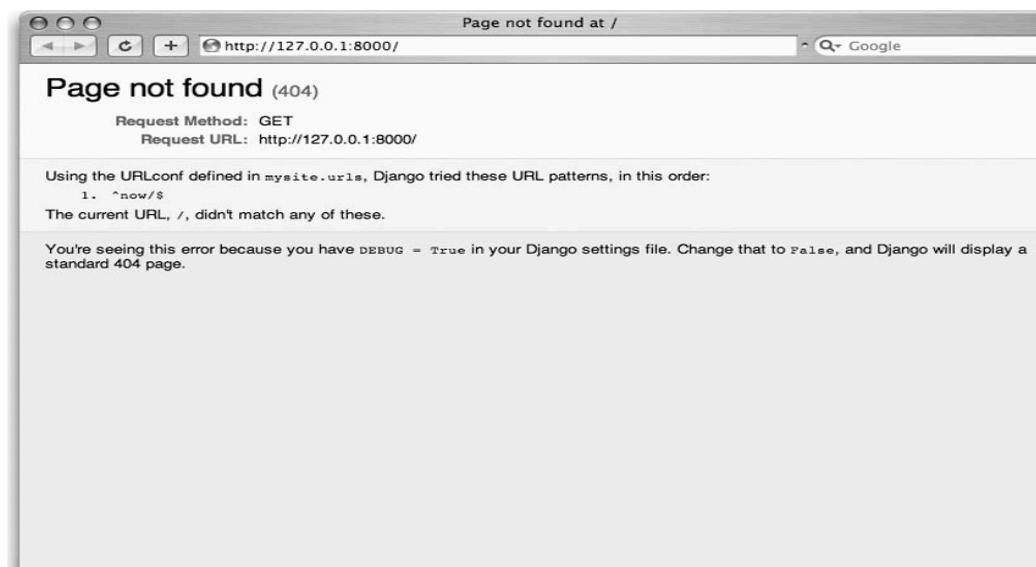 Page not found at /
http://127.0.0.1:8000/
Google
Page not found (404)
Request Method: GET
Request URL: http://127.0.0.1:8000/
Using the URLconf defined in mysite.urls, Django tried these URL patterns, in this order:
1. ^now/$
The current URL, /, didn't match any of these.
You're seeing this error because you have DEBUG = True in your Django settings file. Change that to False, and Django will display a
standard 404 page.